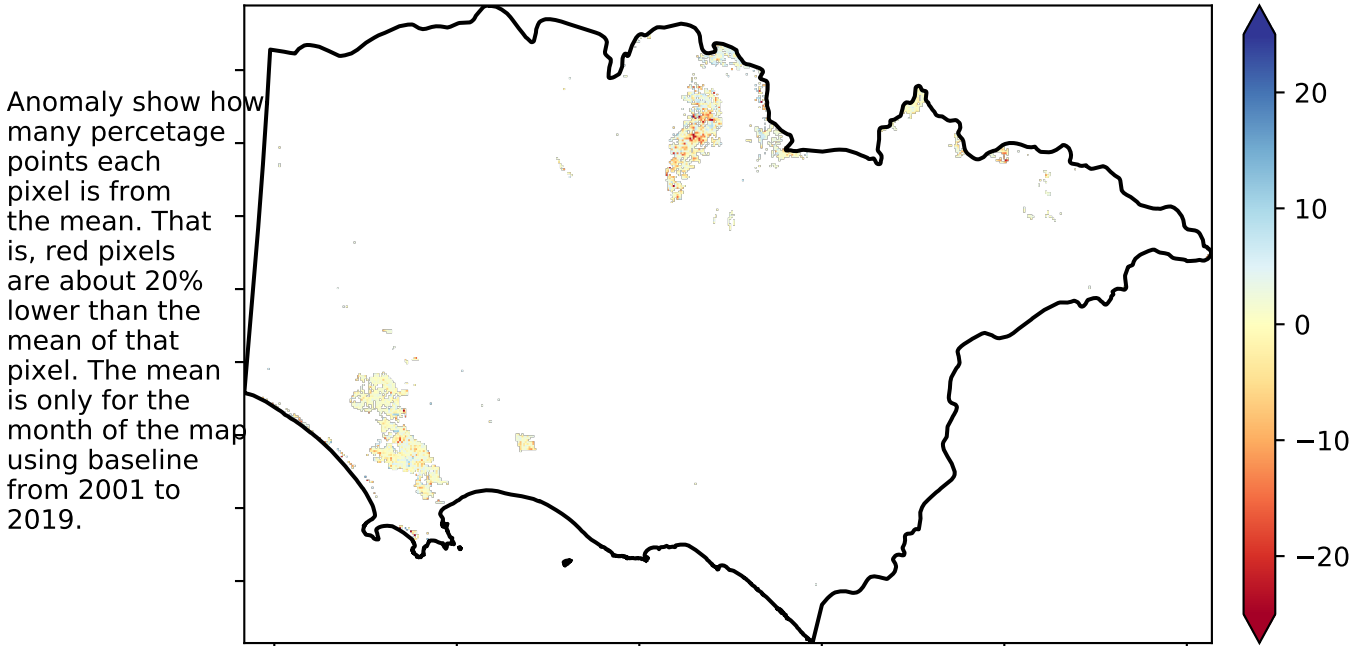 Anomaly show how
many percetage
points each
pixel is from
the mean. That
is, red pixels
are about 20%
lower than the
mean of that
pixel. The mean
is only for the
month of the map
using baseline
from 2001 to
2019.
20
10
0
−10
−20